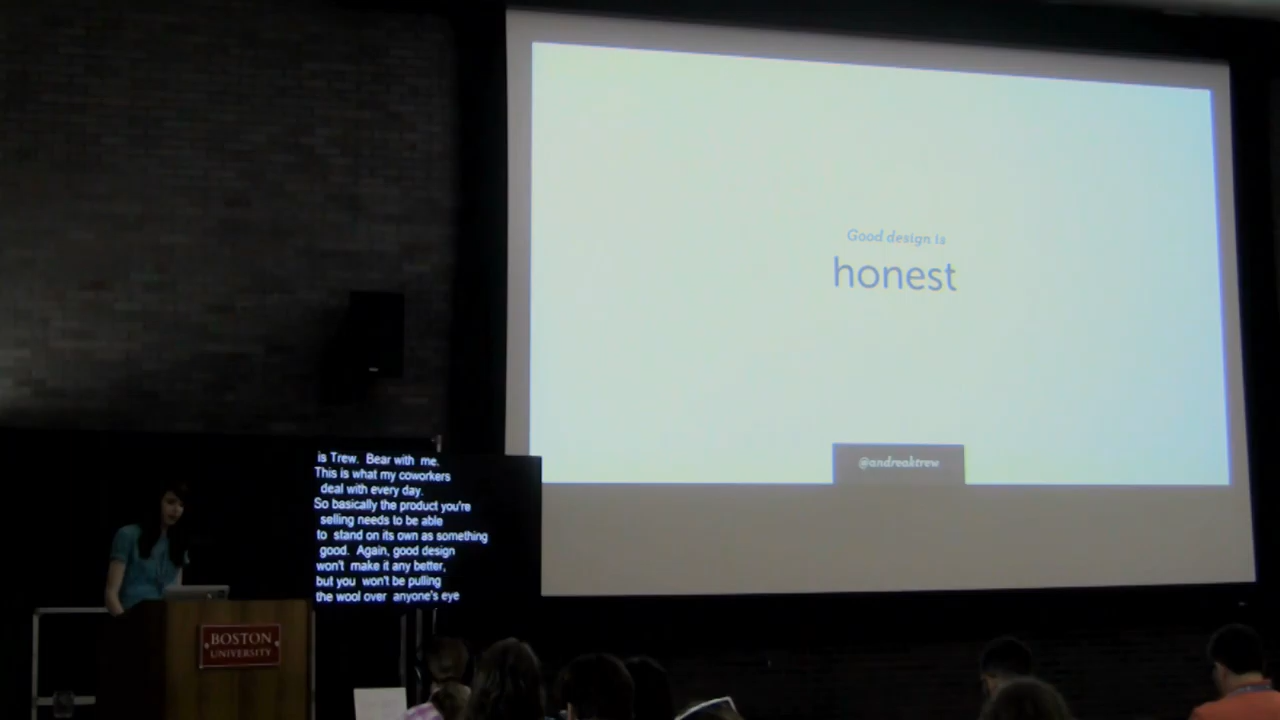 Good design is
honest
@andreaktrew
is Trew. Bear with me.
This is what my coworkers
deal with every day.
So basically the product you're
selling needs to be able
to stand on its own as something
good. Again, good design
won't make it any better,
but you won't be pulling
the wool over anyone's eye
BOSTON
UNIVERSITY